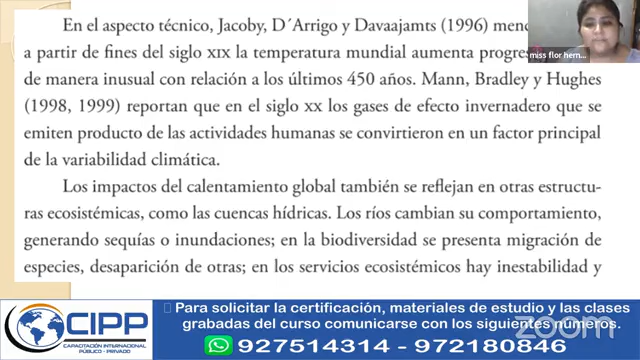 En el aspecto técnico, Jacoby, D´Arrigo y Davaajamts (1996)
a partir de fines del siglo XIX la temperatura mundial aumenta
de manera inusual con relación a los últimos 450 años. Mann, Bradley y Hughes
(1998, 1999) reportan que en el siglo XX los gases de efecto invernadero que se
emiten producto de las actividades humanas se convirtieron en un factor principal
de la variabilidad climática.
Los impactos del calentamiento global también se reflejan en otras estructu-
ras ecosistémicas, como las cuencas hídricas. Los ríos cambian su comportamiento,
generando sequías o inundaciones; en la biodiversidad se presenta migración de
especies, desaparición de otras; en los servicios ecosistémicos hay inestabilidad y
miss flor hern...
CIPP
CAPACITACIÓN INTERNACIONAL
PÚBLICO - PRIVADO
Para solicitar la certificación, materiales de estudio y las clases
grabadas del curso comunicarse con los siguientes números.
927514314 - 972180846
zoom